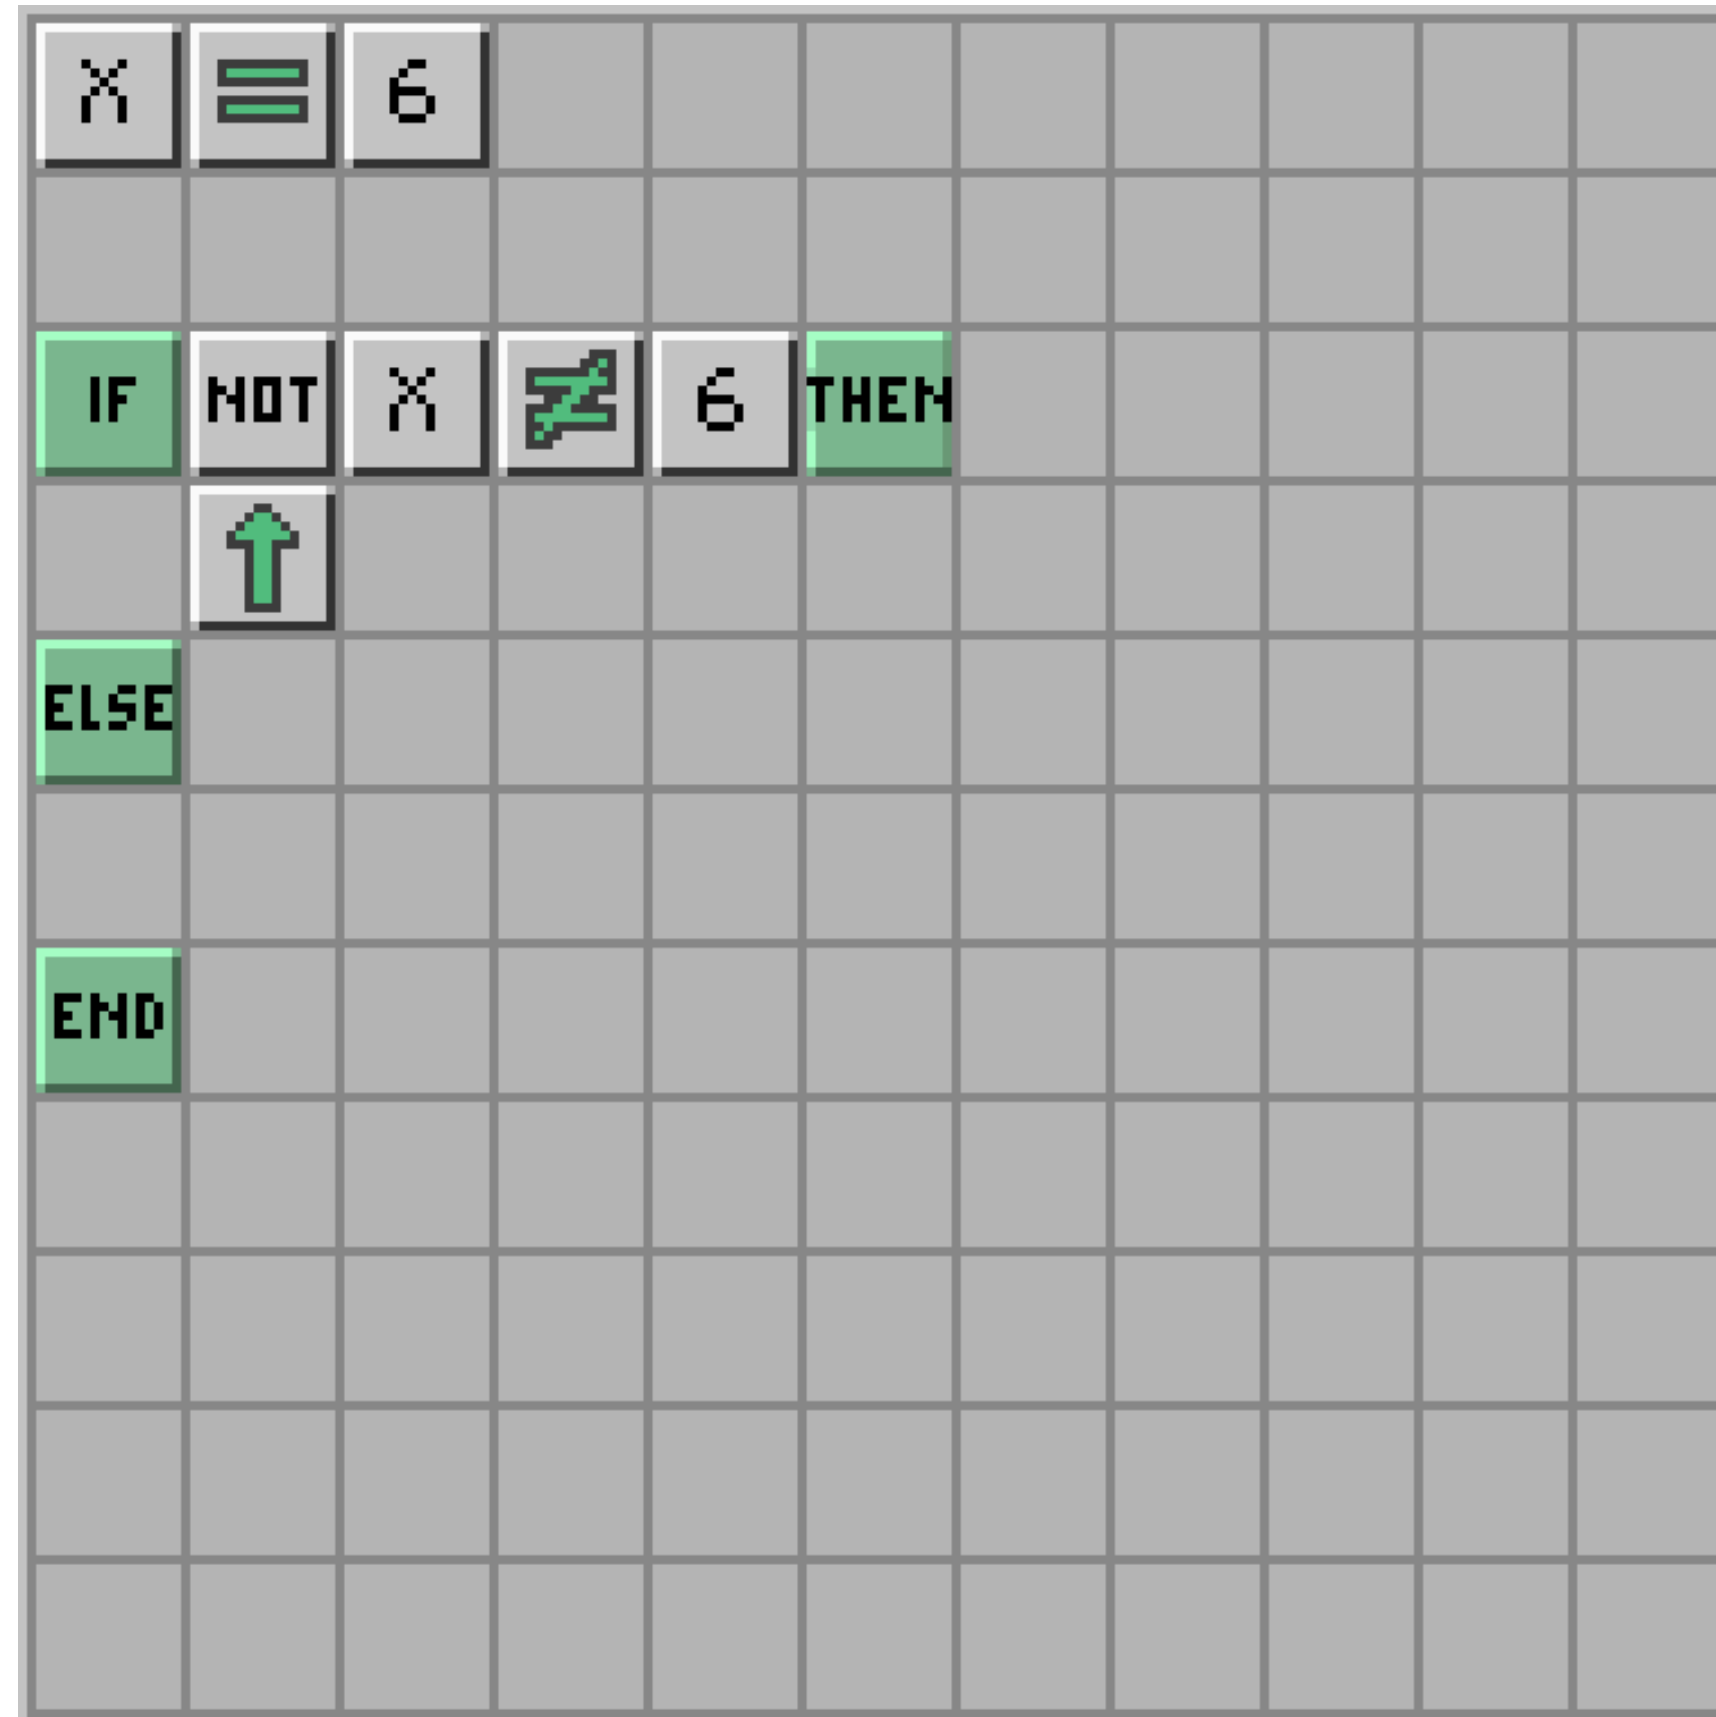 X = 6
IF NOT X ≠ 6 THEN
↑
ELSE
END